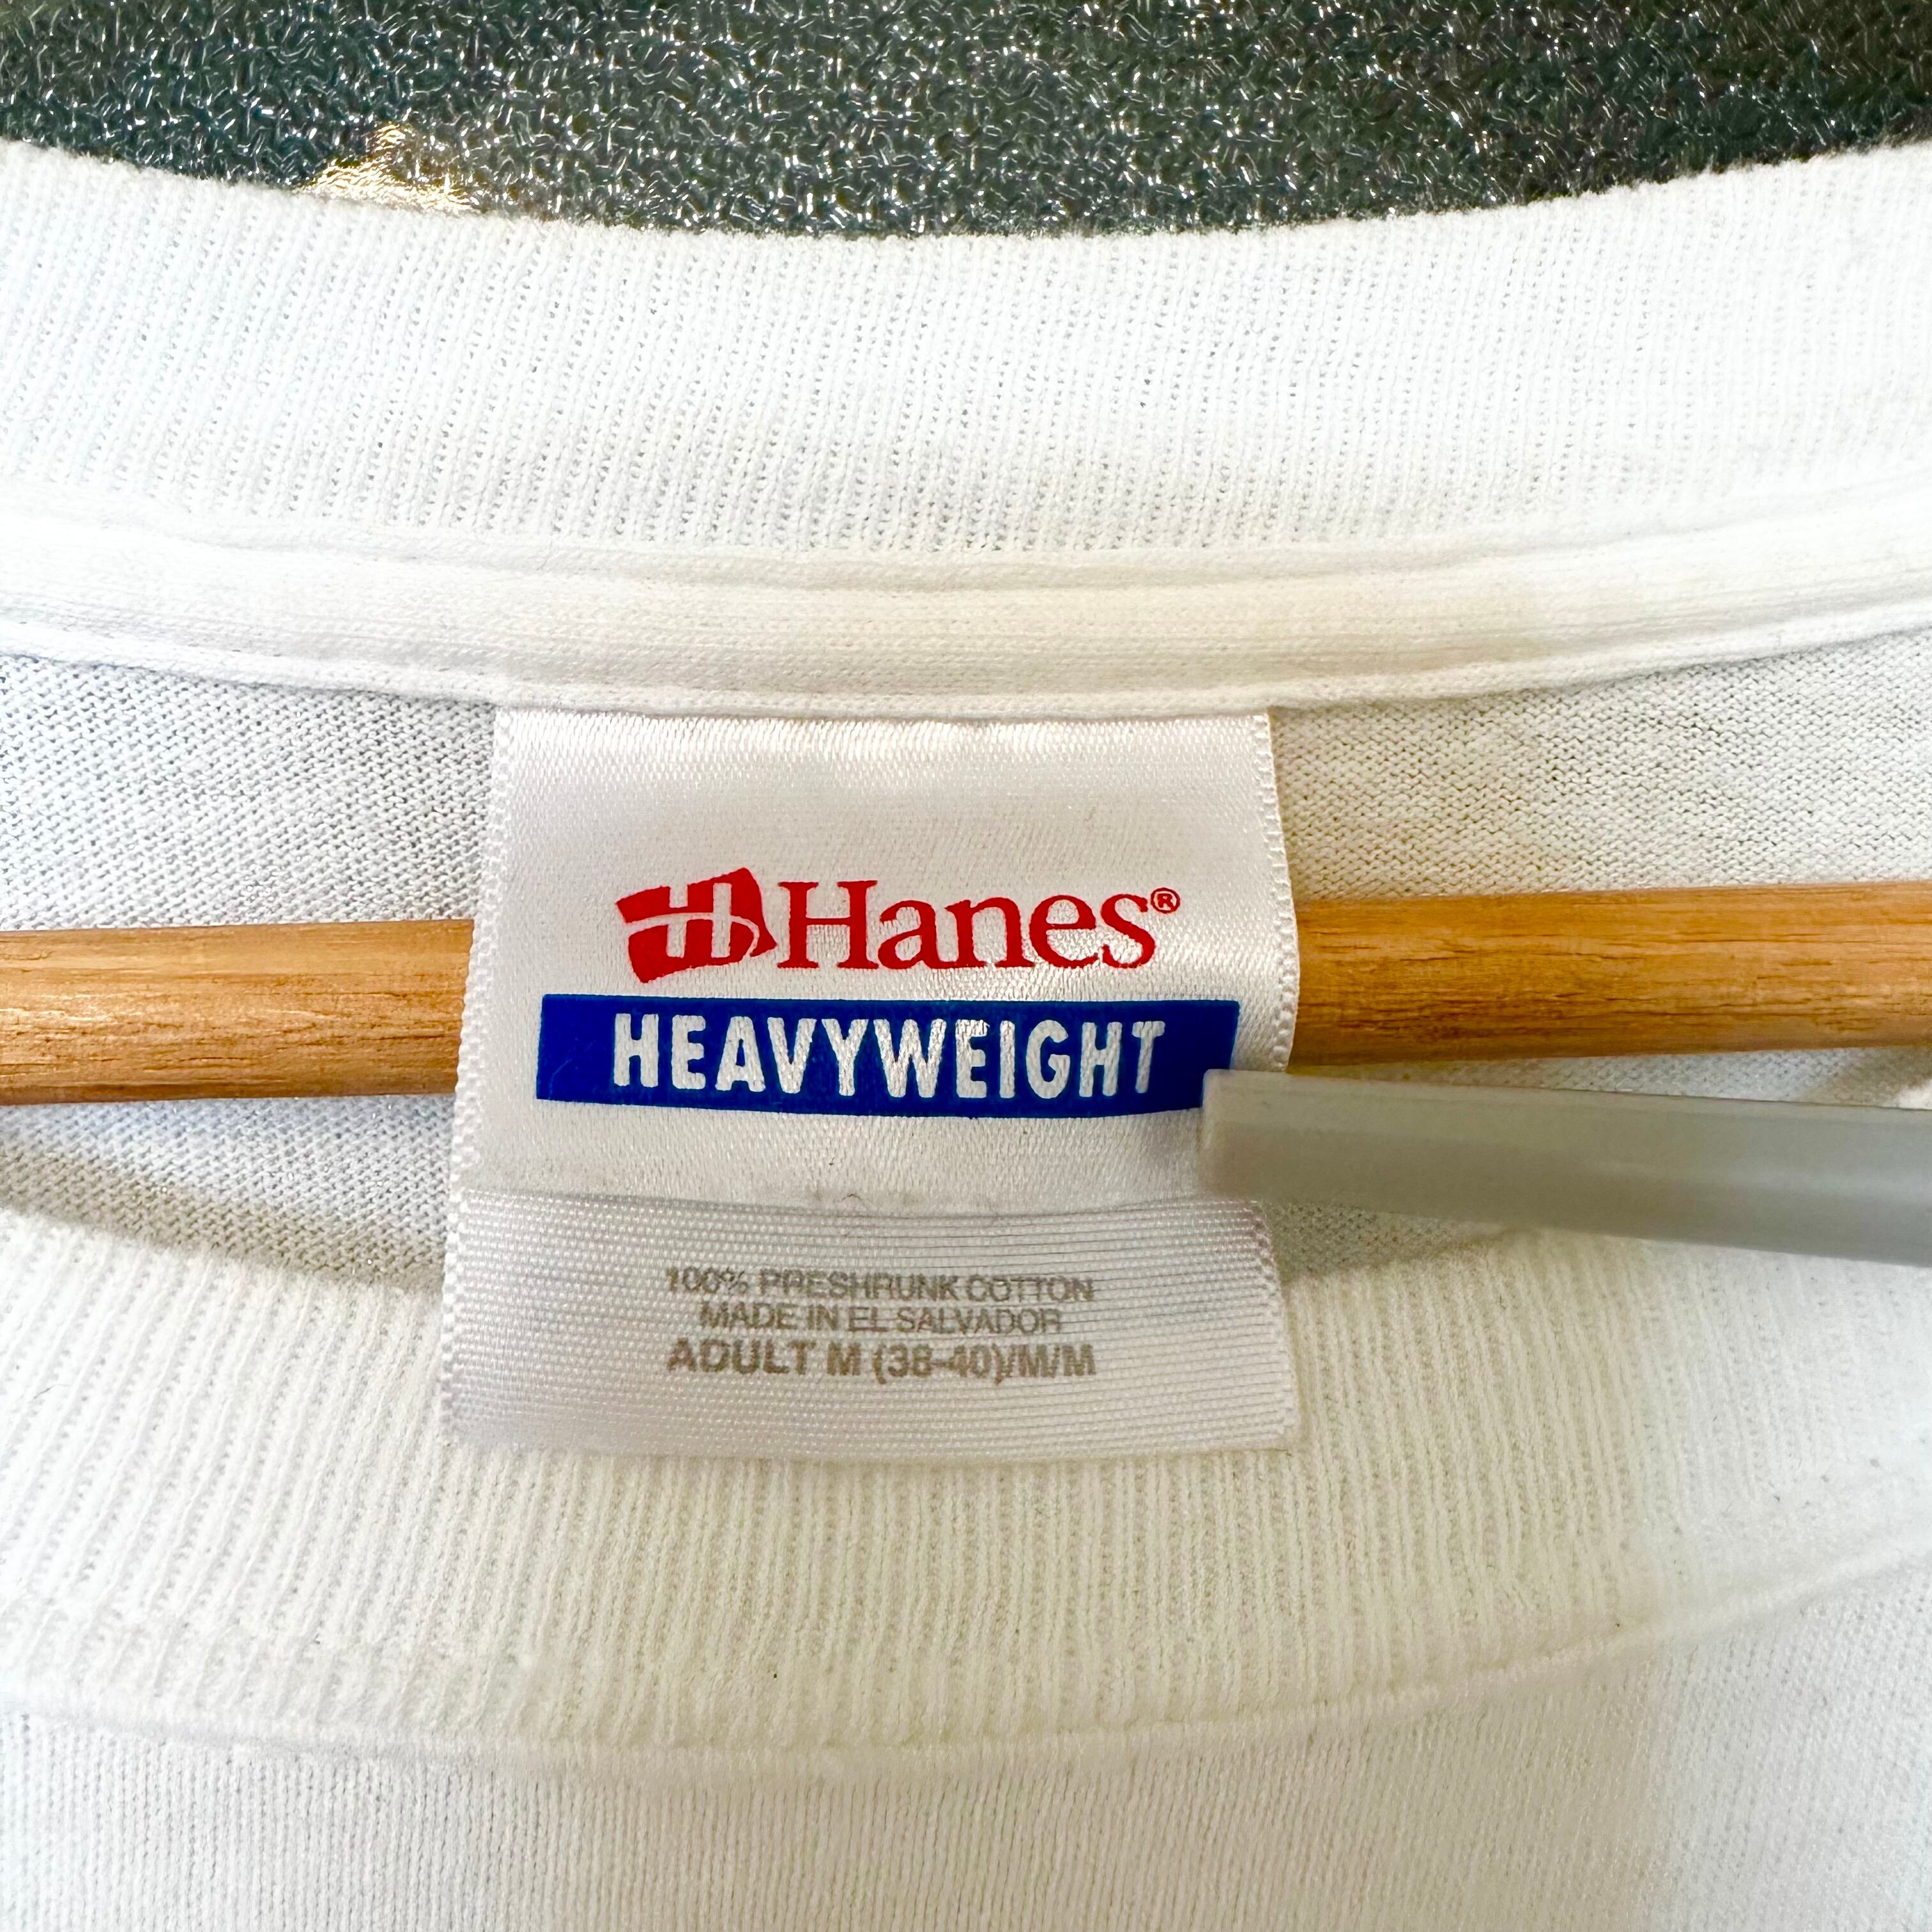 Hanes®
HEAVYWEIGHT
100% PRESHRUNK COTTON
MADE IN EL SALVADOR
ADULT M (38-40)/M/M